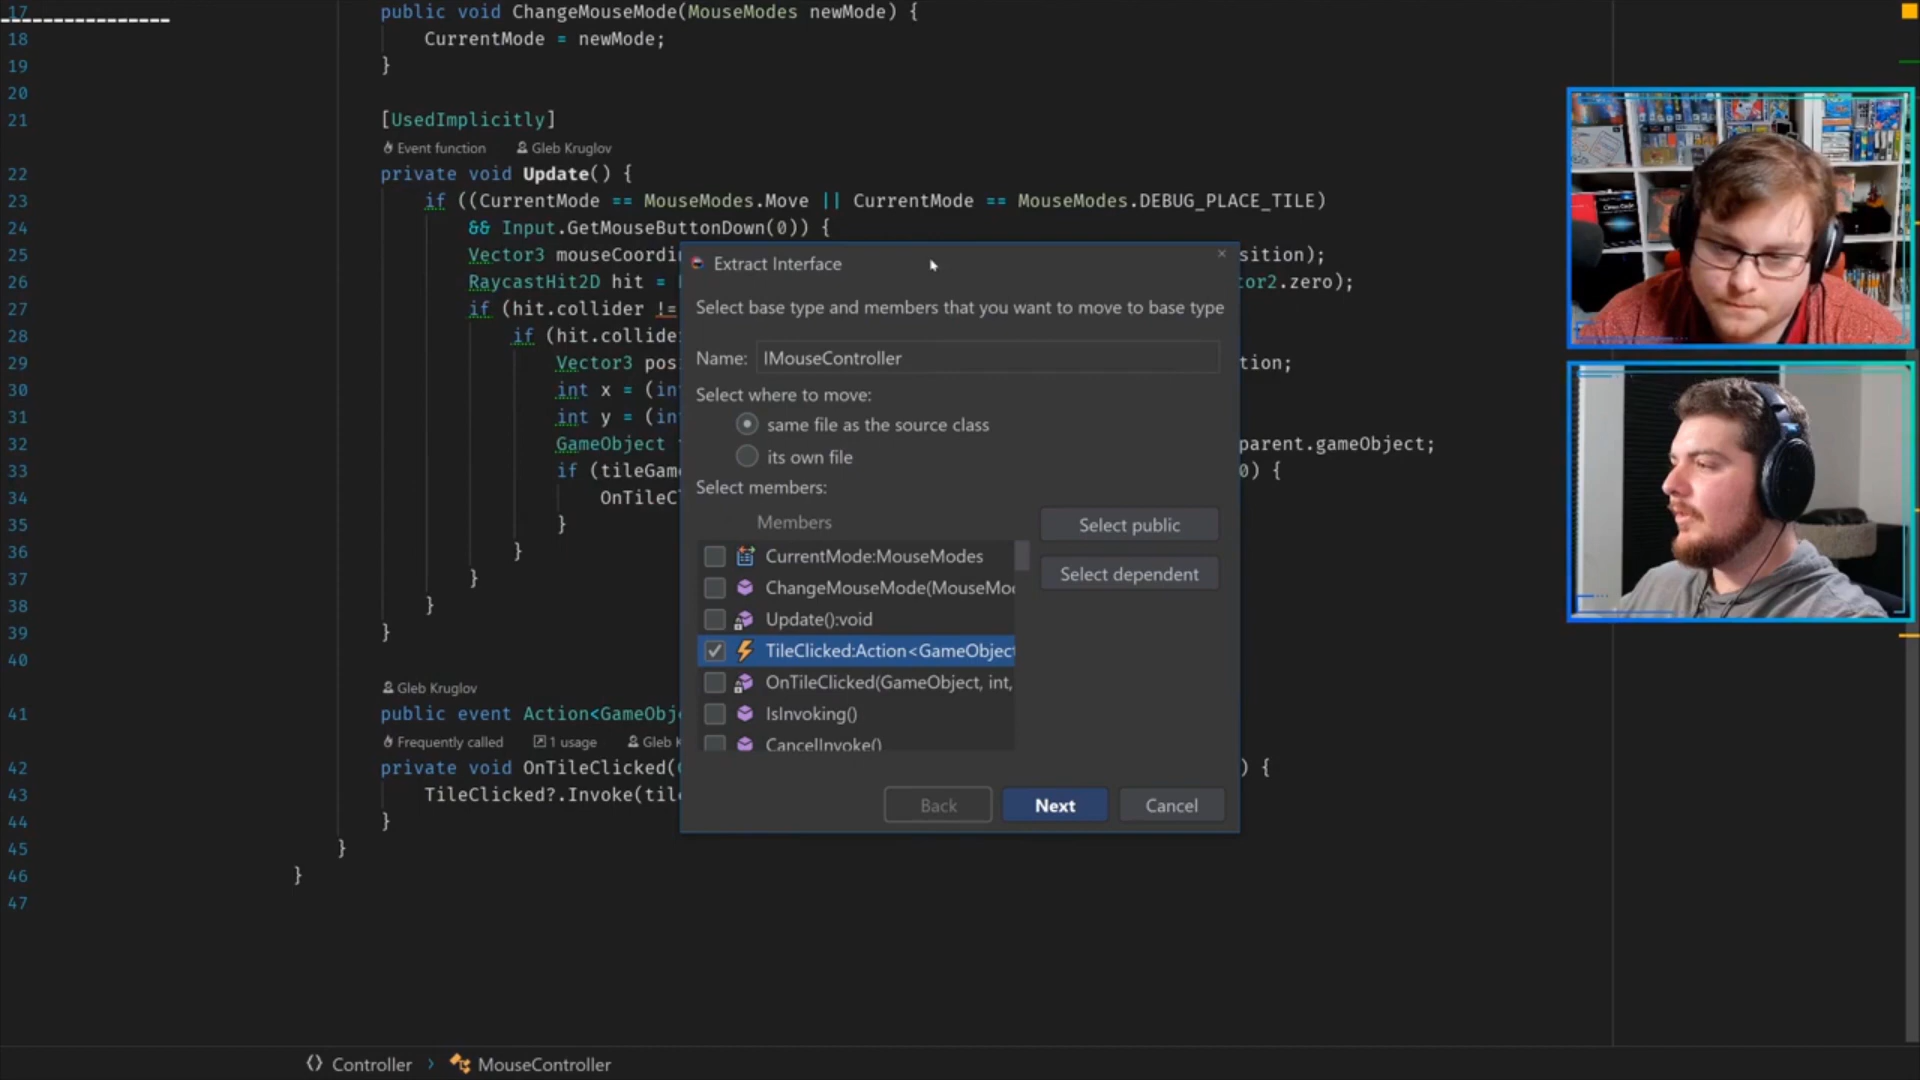 17 public void ChangeMouseMode(MouseModes newMode) {
18 CurrentMode = newMode;
19 }
20
21 [UsedImplicitly]
Event function Gleb Kruglov
22 private void Update() {
23 if ((CurrentMode == MouseModes.Move || CurrentMode == MouseModes.DEBUG_PLACE_TILE)
24 && Input.GetMouseButtonDown(0)) {
25 Vector3 mouseCoordi sition);
26 RaycastHit2D hit = tor2.zero);
27 if (hit.collider !=
28 if (hit.collide
29 Vector3 pos tion;
30 int x = (in
31 int y = (in
32 GameObject parent.gameObject;
33 if (tileGam 0) {
34 OnTileC
35 }
36 }
37 }
38 }
39 }
40
Gleb Kruglov
41 public event Action<GameObj
Frequently called 1 usage Gleb K
42 private void OnTileClicked( ) {
43 TileClicked?.Invoke(til
44 }
45 }
46 }
47
Extract Interface
Select base type and members that you want to move to base type
Name: IMouseController
Select where to move:
same file as the source class
its own file
Select members:
Members
CurrentMode:MouseModes
ChangeMouseMode(MouseMo
Update():void
TileClicked:Action<GameObject
OnTileClicked(GameObject, int,
IsInvoking()
CancelInvoke()
Select public
Select dependent
Back Next Cancel
Controller > MouseController